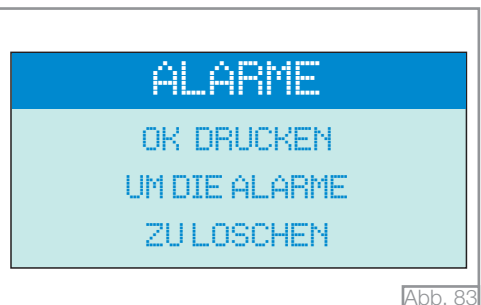 ALARME
OK DRUCKEN
UM DIE ALARME
ZU LOSCHEN
Abb. 83